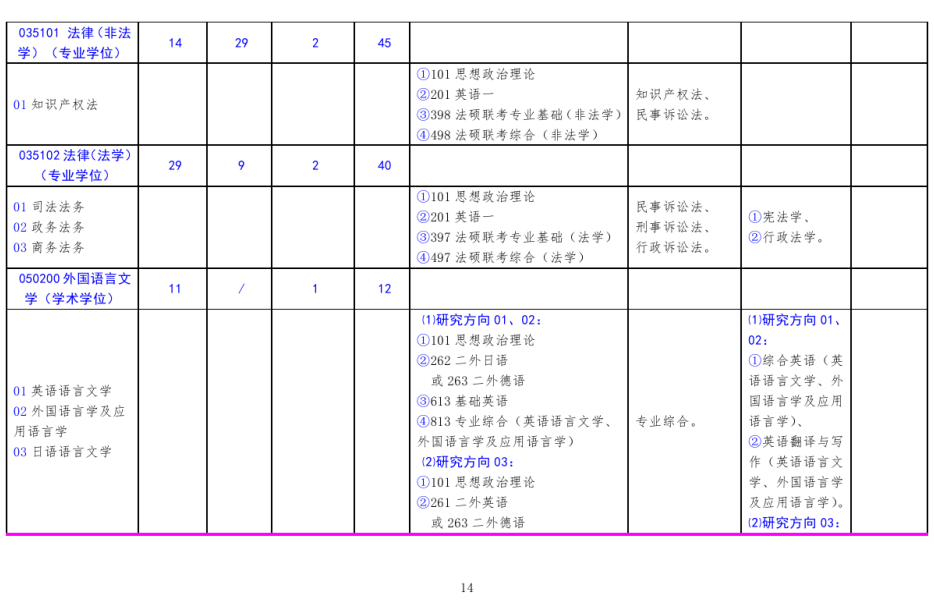 035101 法律(非法
学)(专业学位)
14
29
2
45
01 知识产权法
①101 思想政治理论
②201 英语一
③398 法硕联考专业基础(非法学)
④498 法硕联考综合(非法学)
知识产权法、
民事诉讼法。
035102 法律(法学)
(专业学位)
29
9
2
40
01 司法法务
02 政务法务
03 商务法务
①101 思想政治理论
②201 英语一
③397 法硕联考专业基础(法学)
④497 法硕联考综合(法学)
民事诉讼法、
刑事诉讼法、
行政诉讼法。
①宪法学、
②行政法学。
050200 外国语言文
学(学术学位)
11
/
1
12
01 英语语言文学
02 外国语言学及应
用语言学
03 日语语言文学
⑴研究方向 01、02:
①101 思想政治理论
②262 二外日语
或 263 二外德语
③613 基础英语
④813 专业综合(英语语言文学、
外国语言学及应用语言学)
⑵研究方向 03:
①101 思想政治理论
②261 二外英语
或 263 二外德语
专业综合。
⑴研究方向 01、
02:
①综合英语(英
语语言文学、外
国语言学及应用
语言学)、
②英语翻译与写
作(英语语言文
学、外国语言学
及应用语言学)。
⑵研究方向 03:
14